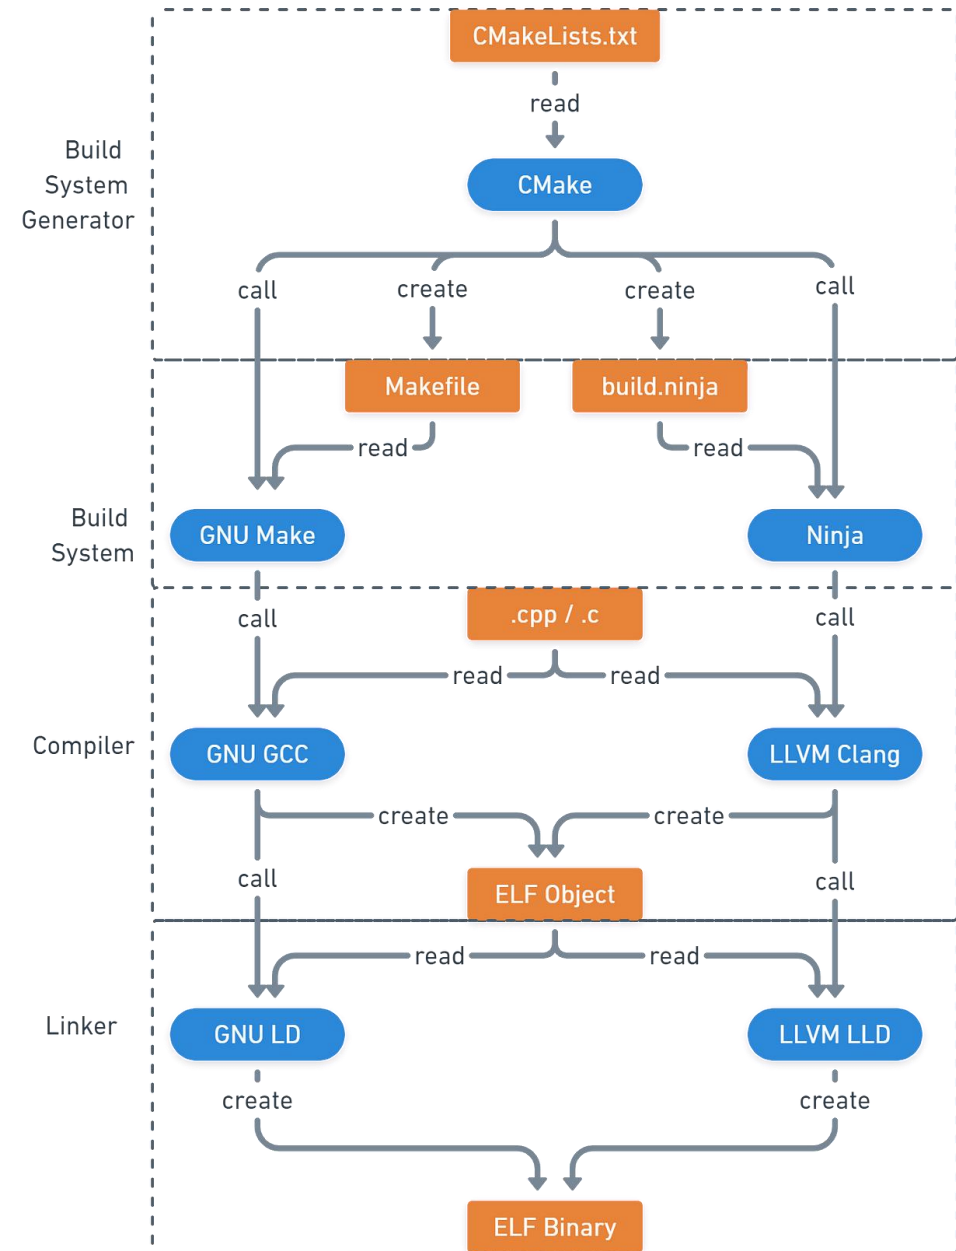 CMakeLists.txt
read
Build
System
Generator
CMake
call
create
create
call
Makefile
build.ninja
read
read
Build
System
GNU Make
Ninja
call
.cpp / .c
call
read
read
Compiler
GNU GCC
LLVM Clang
create
create
call
ELF Object
call
read
read
Linker
GNU LD
LLVM LLD
create
create
ELF Binary